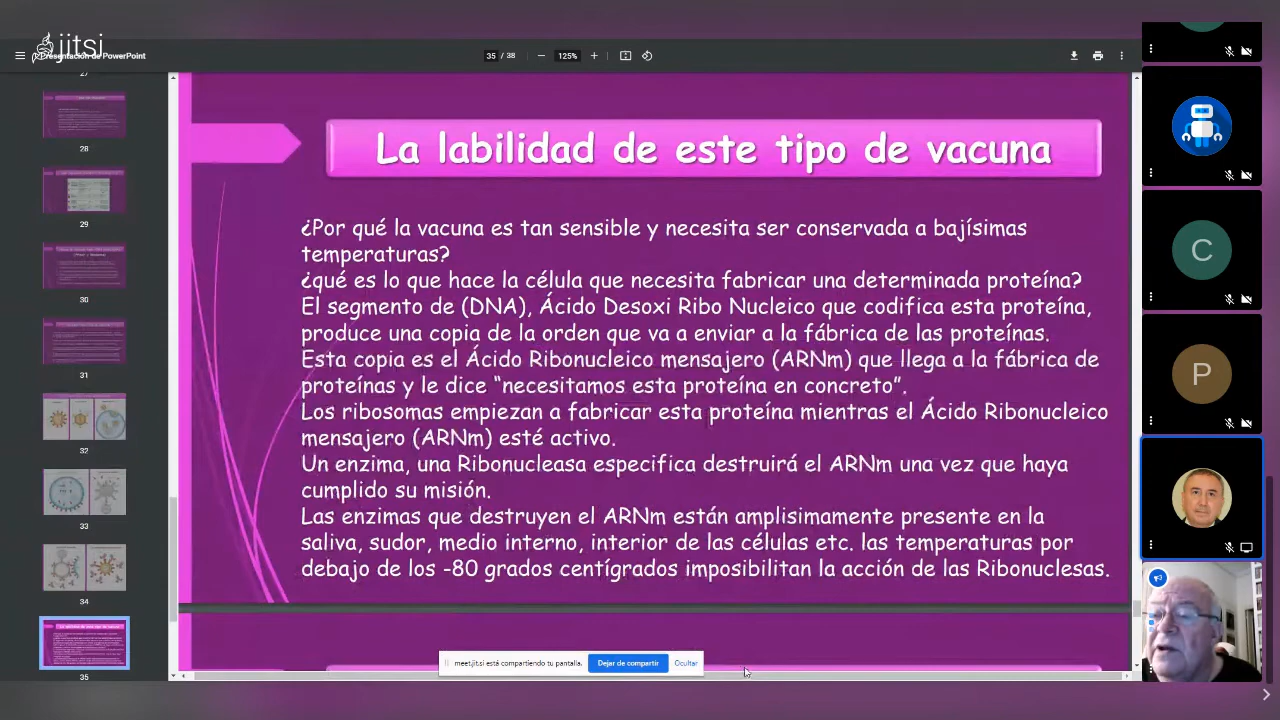 jitsi
Presentación de PowerPoint
35 / 38
125%
27
28
29
30
31
32
33
34
35
La labilidad de este tipo de vacuna
¿Por qué la vacuna es tan sensible y necesita ser conservada a bajísimas
temperaturas?
¿qué es lo que hace la célula que necesita fabricar una determinada proteína?
El segmento de (DNA), Ácido Desoxi Ribo Nucleico que codifica esta proteína,
produce una copia de la orden que va a enviar a la fábrica de las proteínas.
Esta copia es el Ácido Ribonucleico mensajero (ARNm) que llega a la fábrica de
proteínas y le dice “necesitamos esta proteína en concreto”.
Los ribosomas empiezan a fabricar esta proteína mientras el Ácido Ribonucleico
mensajero (ARNm) esté activo.
Un enzima, una Ribonucleasa especifica destruirá el ARNm una vez que haya
cumplido su misión.
Las enzimas que destruyen el ARNm están amplisimamente presente en la
saliva, sudor, medio interno, interior de las células etc. las temperaturas por
debajo de los -80 grados centígrados imposibilitan la acción de las Ribonuclesas.
meet.jit.si está compartiendo tu pantalla.
Dejar de compartir
Ocultar
C
P